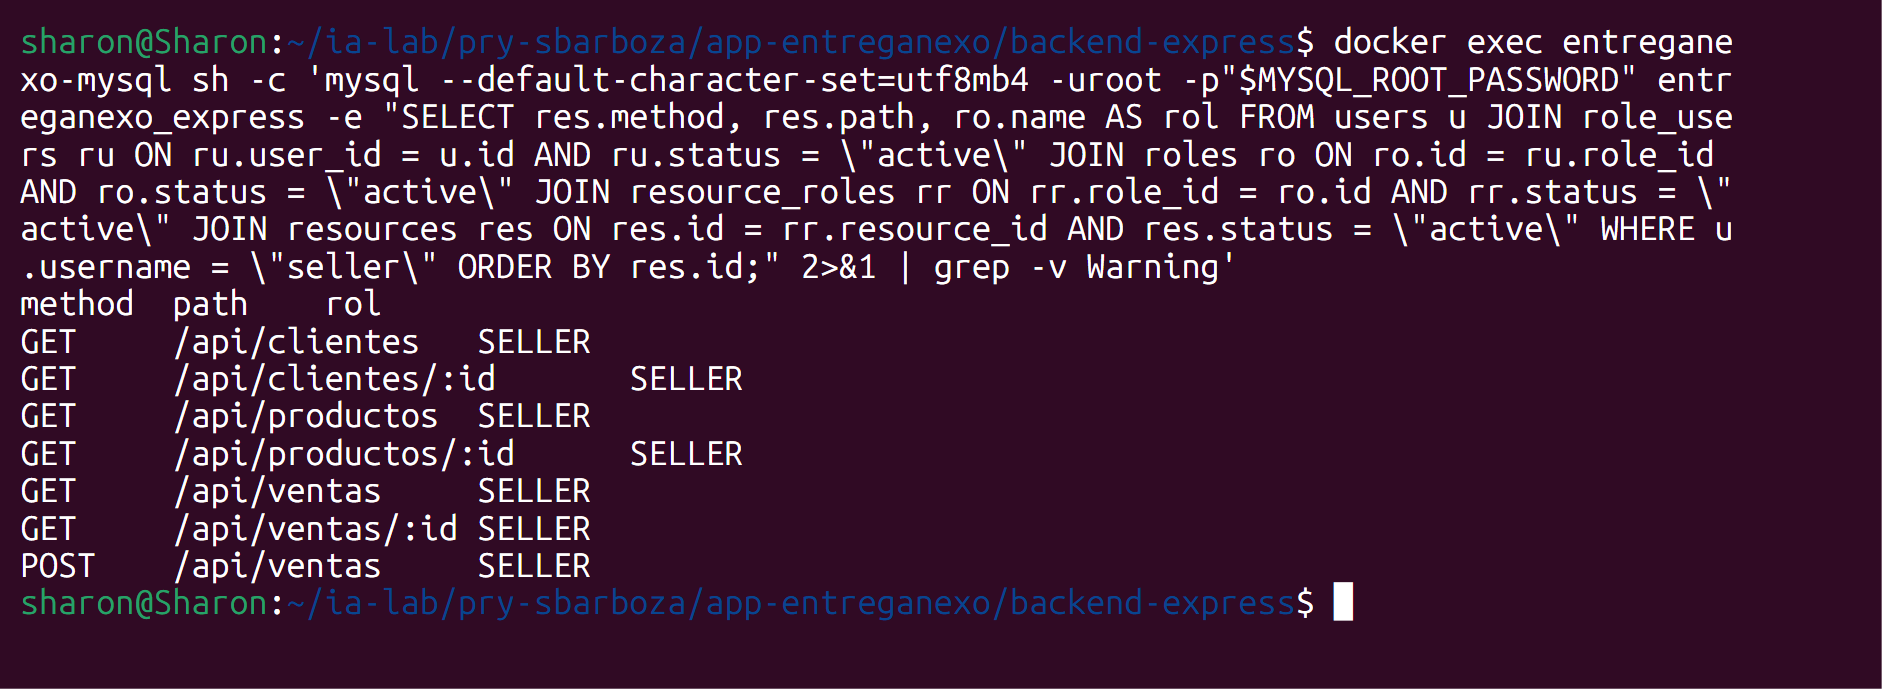 sharon@Sharon:~/ia-lab/pry-sbarboza/app-entreganexo/backend-express$ docker exec entregane
xo-mysql sh -c 'mysql --default-character-set=utf8mb4 -uroot -p"$MYSQL_ROOT_PASSWORD" entr
eganexo_express -e "SELECT res.method, res.path, ro.name AS rol FROM users u JOIN role_use
rs ru ON ru.user_id = u.id AND ru.status = \"active\" JOIN roles ro ON ro.id = ru.role_id
AND ro.status = \"active\" JOIN resource_roles rr ON rr.role_id = ro.id AND rr.status = \"
active\" JOIN resources res ON res.id = rr.resource_id AND res.status = \"active\" WHERE u
.username = \"seller\" ORDER BY res.id;" 2>&1 | grep -v Warning'
method	path	rol
GET	/api/clientes	SELLER
GET	/api/clientes/:id	SELLER
GET	/api/productos	SELLER
GET	/api/productos/:id	SELLER
GET	/api/ventas	SELLER
GET	/api/ventas/:id	SELLER
POST	/api/ventas	SELLER
sharon@Sharon:~/ia-lab/pry-sbarboza/app-entreganexo/backend-express$